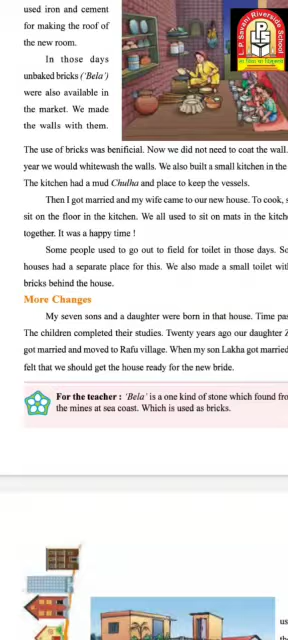 used iron and cement
for making the roof of
the new room.
In those days
unbaked bricks ('Bela')
were also available in
the market. We made
the walls with them.
L.P. Savani Riverside School
LPS
The use of bricks was benificial. Now we did not need to coat the wall.
year we would whitewash the walls. We also built a small kitchen in the
The kitchen had a mud Chulha and place to keep the vessels.
Then I got married and my wife came to our new house. To cook,
sit on the floor in the kitchen. We all used to sit on mats in the
together. It was a happy time !
Some people used to go out to field for toilet in those days.
houses had a separate place for this. We also made a small toilet
bricks behind the house.
More Changes
My seven sons and a daughter were born in that house. Time
The children completed their studies. Twenty years ago our daughter
got married and moved to Rafu village. When my son Lakha got married
felt that we should get the house ready for the new bride.
For the teacher : 'Bela' is a one kind of stone which found
the mines at sea coast. Which is used as bricks.